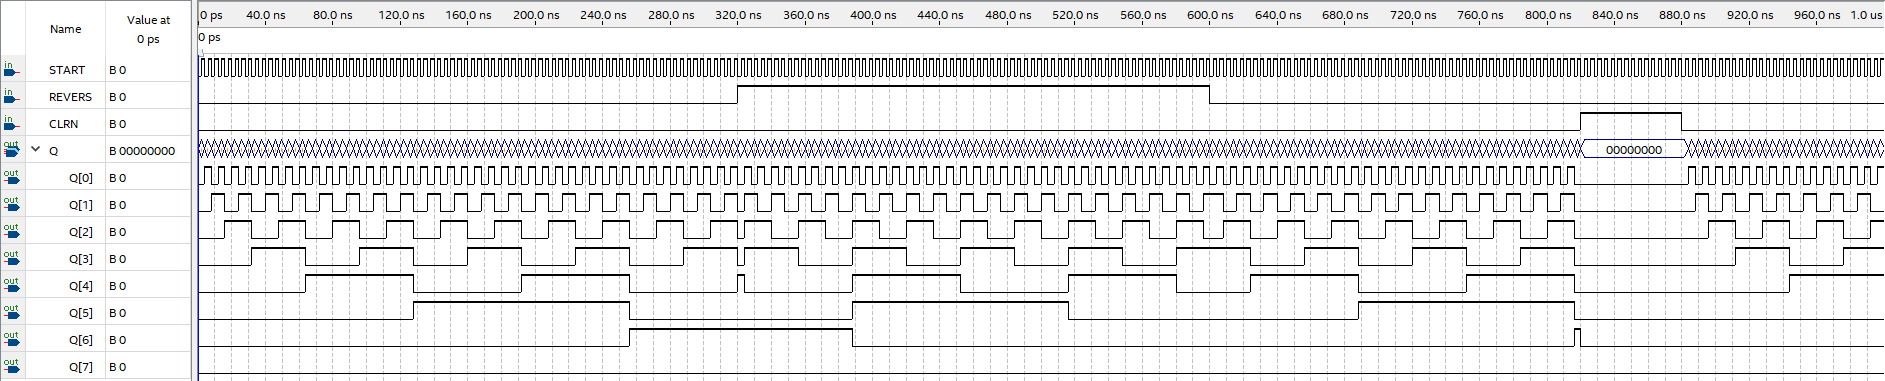 Name
Value at
0 ps
0 ps 40.0 ns 80.0 ns 120.0 ns 160.0 ns 200.0 ns 240.0 ns 280.0 ns 320.0 ns 360.0 ns 400.0 ns 440.0 ns 480.0 ns 520.0 ns 560.0 ns 600.0 ns 640.0 ns 680.0 ns 720.0 ns 760.0 ns 800.0 ns 840.0 ns 880.0 ns 920.0 ns 960.0 ns 1.0 us
0 ps
in START B 0
in REVERS B 0
in CLRN B 0
out Q B 00000000 00000000
out Q[0] B 0
out Q[1] B 0
out Q[2] B 0
out Q[3] B 0
out Q[4] B 0
out Q[5] B 0
out Q[6] B 0
out Q[7] B 0